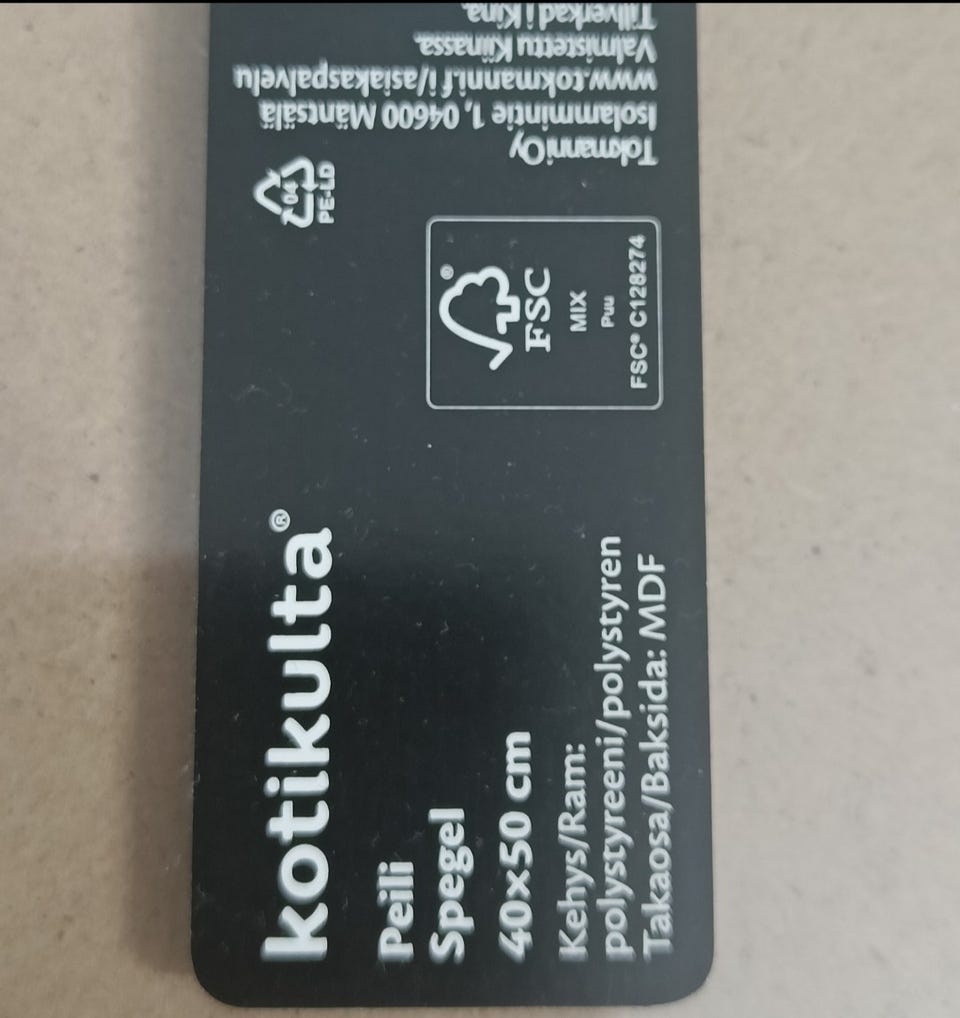 kotikulta®
Peili
Spegel
40x50 cm
Kehys/Ram:
polystyreeni/polystyren
Takaosa/Baksida: MDF
®
FSC
MIX
Puu
FSC® C128274
04
PE-LD
Tokmanni Oy
Isolammintie 1, 04600 Mäntsälä
www.tokmanni.fi/asiakaspalvelu
Valmistettu Kiinassa.
Tillverkad i Kina.